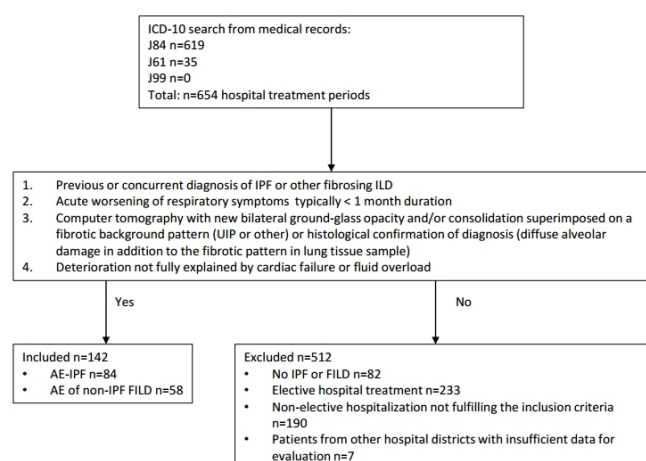 ICD-10 search from medical records:
J84 n=619
J61 n=35
J99 n=0
Total: n=654 hospital treatment periods
1. Previous or concurrent diagnosis of IPF or other fibrosing ILD
2. Acute worsening of respiratory symptoms typically < 1 month duration
3. Computer tomography with new bilateral ground-glass opacity and/or consolidation superimposed on a
fibrotic background pattern (UIP or other) or histological confirmation of diagnosis (diffuse alveolar
damage in addition to the fibrotic pattern in lung tissue sample)
4. Deterioration not fully explained by cardiac failure or fluid overload
Yes
No
Included n=142
• AE-IPF n=84
• AE of non-IPF FILD n=58
Excluded n=512
• No IPF or FILD n=82
• Elective hospital treatment n=233
• Non-elective hospitalization not fulfilling the inclusion criteria
n=190
• Patients from other hospital districts with insufficient data for
evaluation n=7